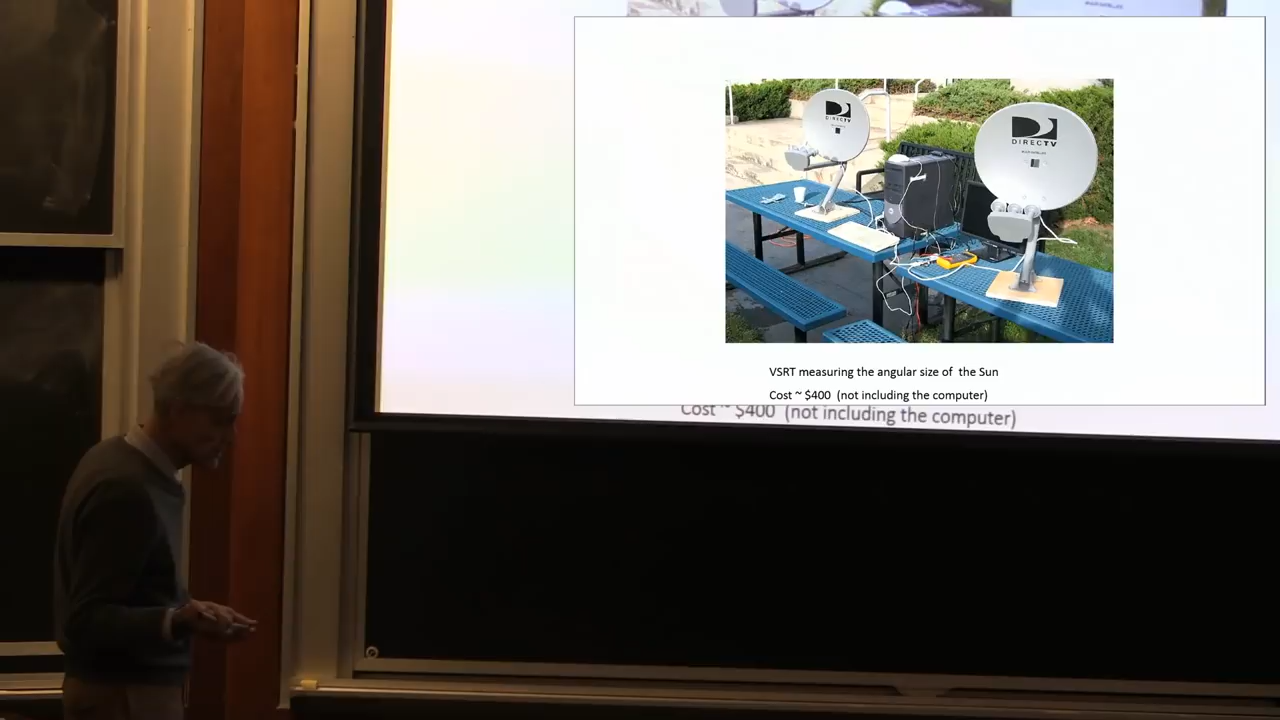 DIRECTV
DIRECTV
VSRT measuring the angular size of the Sun
Cost ~ $400 (not including the computer)
Cost ~ $400 (not including the computer)